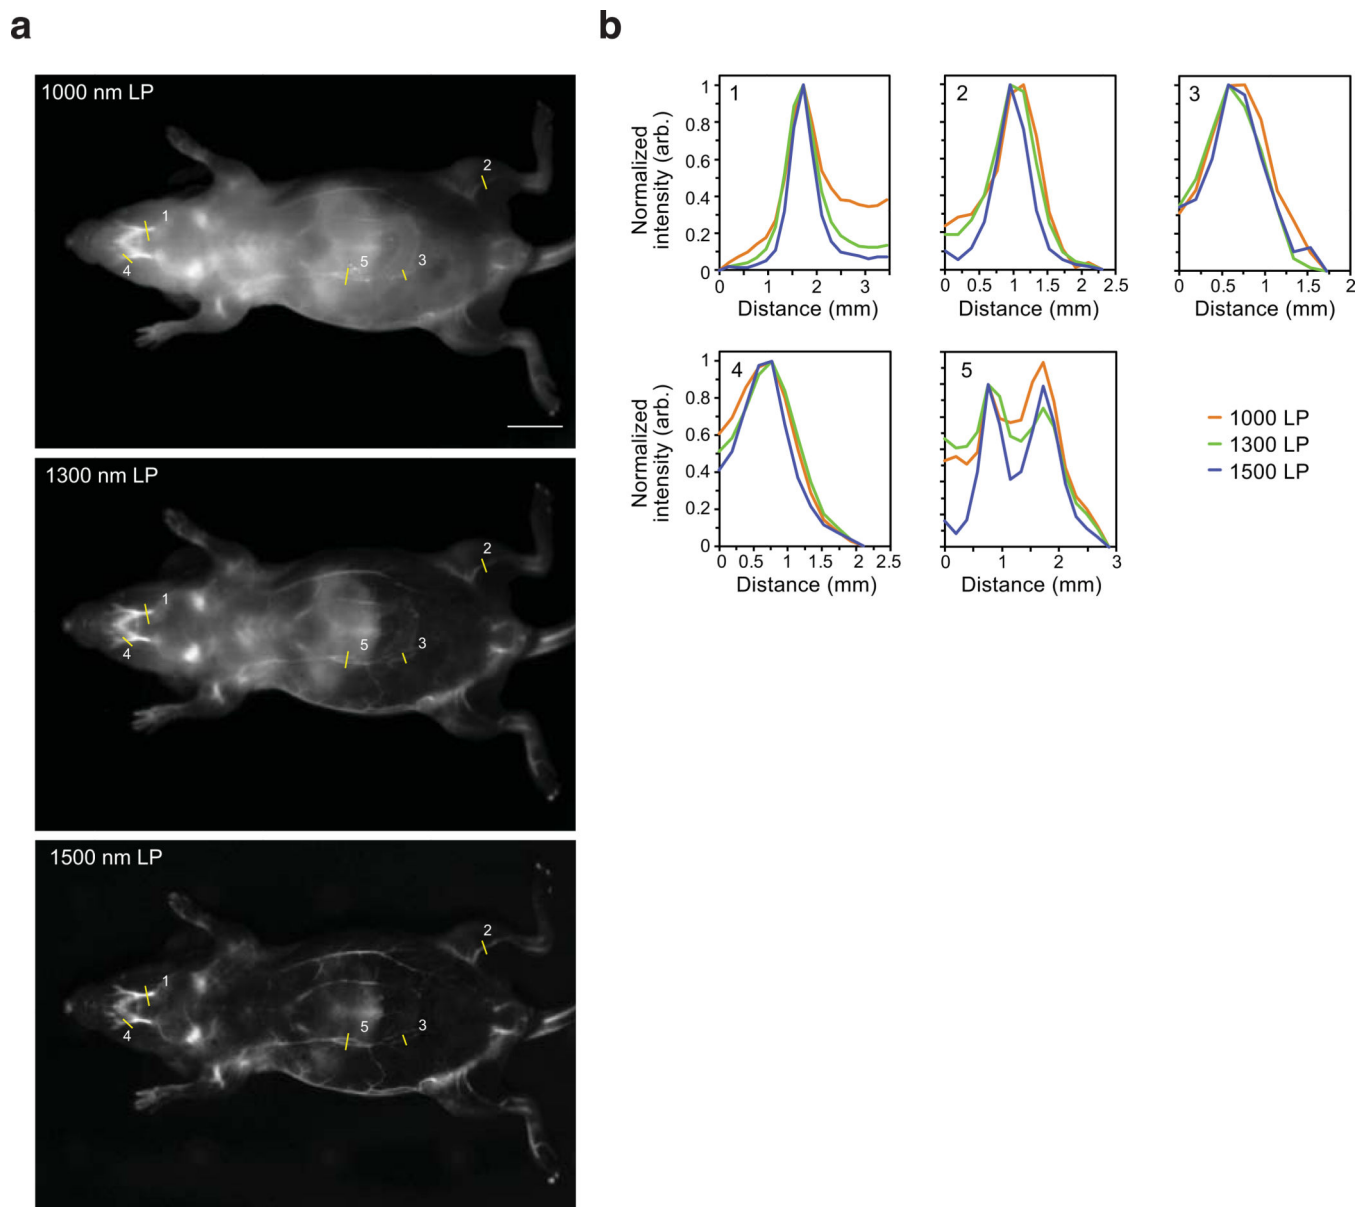 a
b
1000 nm LP
1
2
3
4
5
1300 nm LP
1
2
3
4
5
1500 nm LP
1
2
3
4
5
Normalized
intensity (arb.)
1
0.8
0.6
0.4
0.2
0
1
0 1 2 3
Distance (mm)
2
0 0.5 1 1.5 2 2.5
Distance (mm)
3
0 0.5 1 1.5 2
Distance (mm)
Normalized
intensity (arb.)
1
0.8
0.6
0.4
0.2
0
4
0 0.5 1 1.5 2 2.5
Distance (mm)
5
0 1 2 3
Distance (mm)
1000 LP
1300 LP
1500 LP